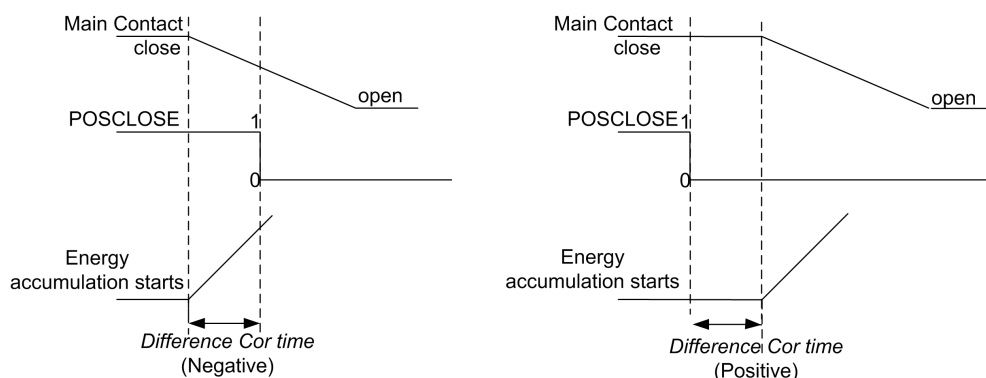 Main Contact
close
open
POSCLOSE
1
0
Energy
accumulation starts
Difference Cor time
(Negative)
Main Contact
close
open
POSCLOSE
1
0
Energy
accumulation starts
Difference Cor time
(Positive)